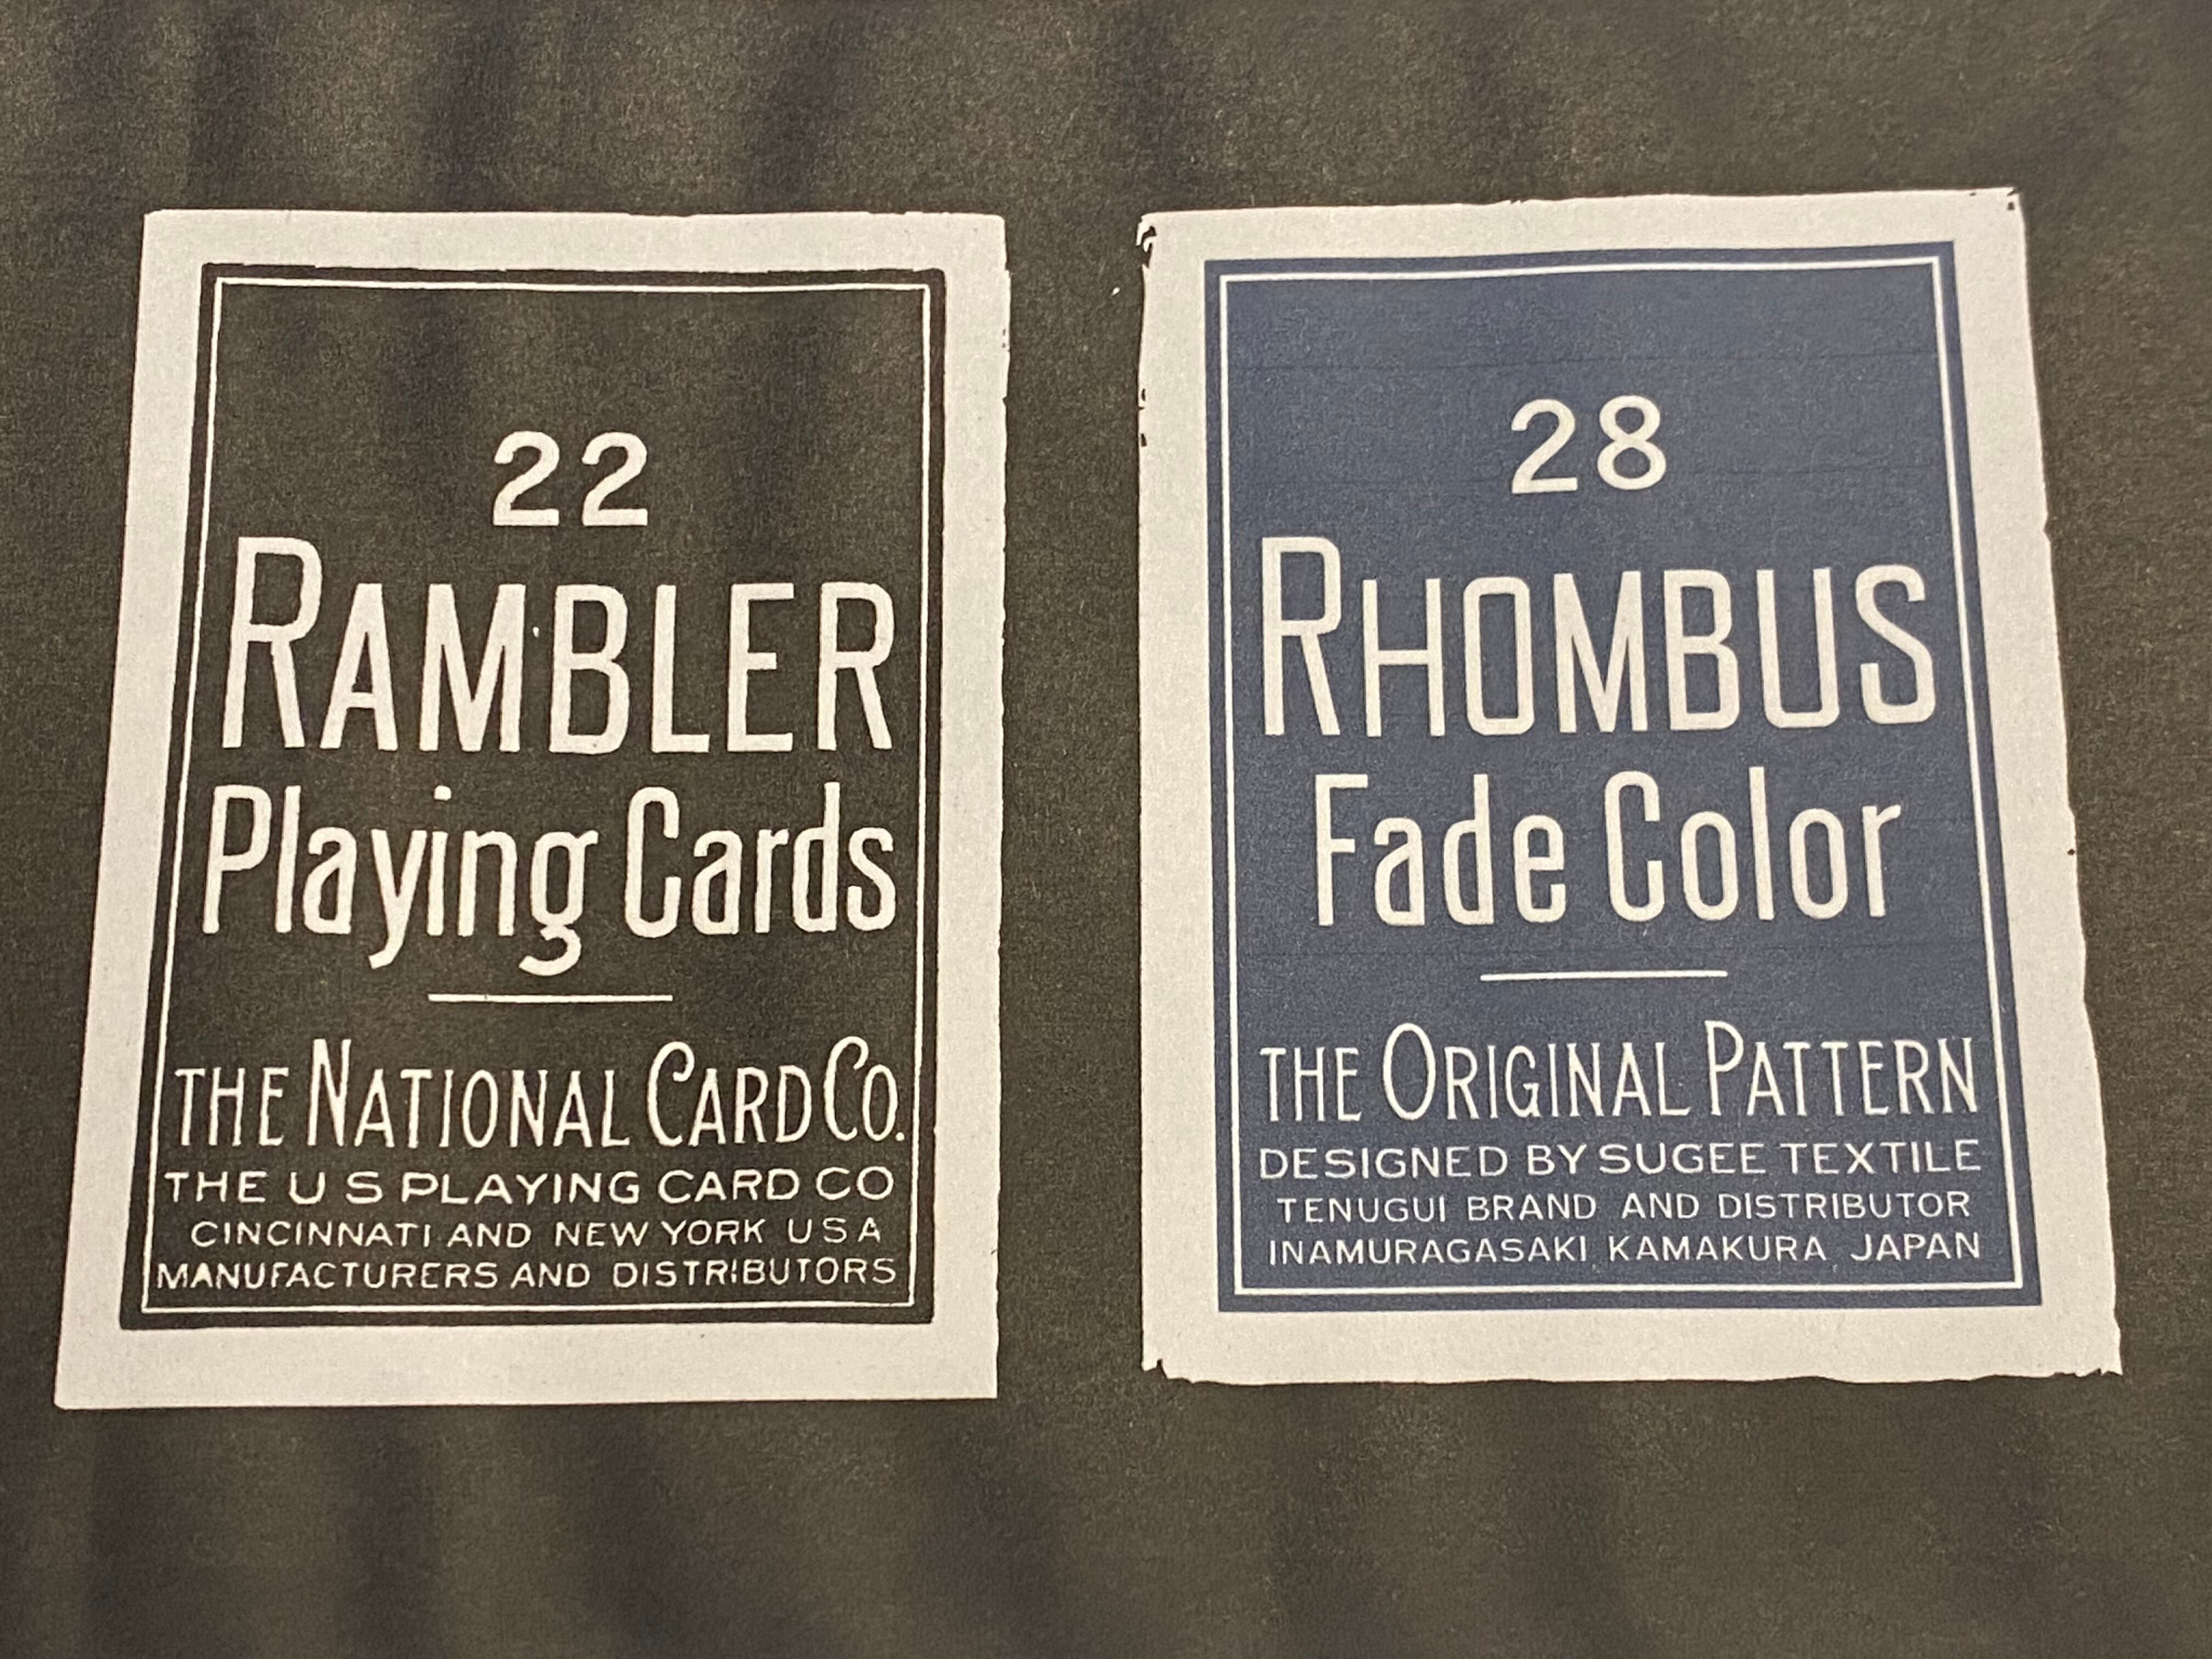 22
RAMBLER
Playing Cards
THE NATIONAL CARD CO.
THE U S PLAYING CARD CO
CINCINNATI AND NEW YORK U S A
MANUFACTURERS AND DISTRIBUTORS
28
RHOMBUS
Fade Color
THE ORIGINAL PATTERN
DESIGNED BY SUGEE TEXTILE
TENUGUI BRAND AND DISTRIBUTOR
INAMURAGASAKI KAMAKURA JAPAN